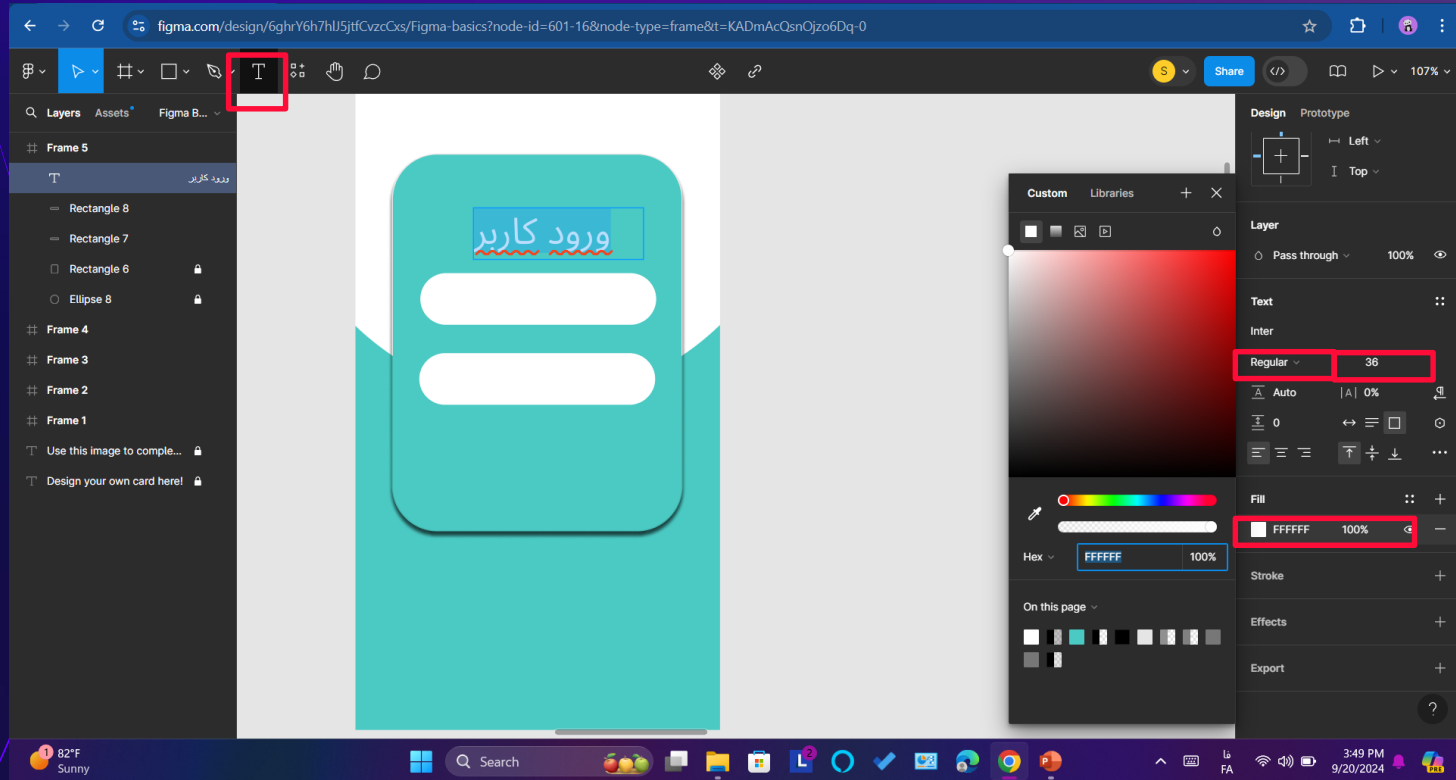 figma.com/design/6ghrY6h7hlJ5jtfCvzcCxs/Figma-basics?node-id=601-16&node-type=frame&t=KADmAcQsnOjzo6Dq-0
S
Share
107%
Layers Assets Figma B...
Frame 5
ورود کاربر
Rectangle 8
Rectangle 7
Rectangle 6
Ellipse 8
Frame 4
Frame 3
Frame 2
Frame 1
Use this image to comple...
Design your own card here!
ورود کاربر
Custom Libraries
Hex FFFFFF 100%
On this page
Design Prototype
Left
Top
Layer
Pass through 100%
Text
Inter
Regular 36
Auto |A| 0%
0
Fill
FFFFFF 100%
Stroke
Effects
Export
?
1
82°F
Sunny
Search
L 2
فا
FA
3:49 PM
9/20/2024
PRE